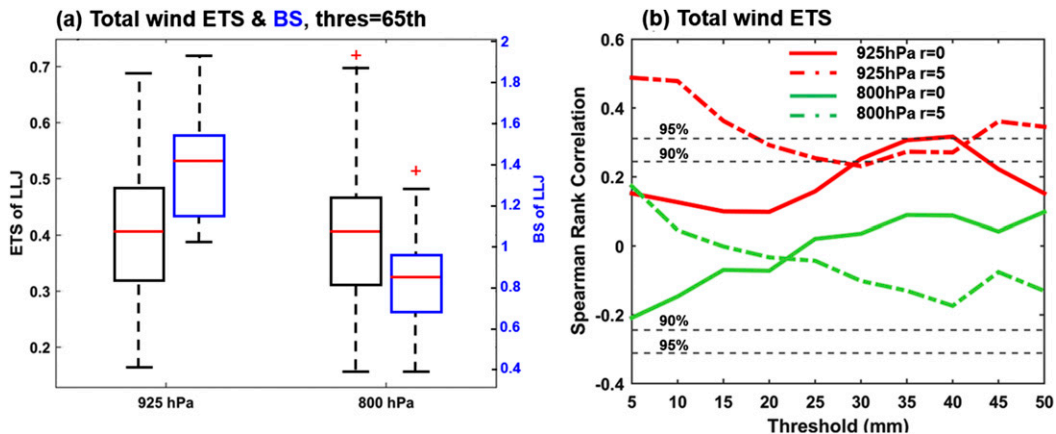 (a) Total wind ETS & BS, thres=65th
ETS of LLJ
0.7
0.6
0.5
0.4
0.3
0.2
925 hPa
800 hPa
2
1.8
1.6
1.4
1.2
1
0.8
0.6
0.4
BS of LLJ
(b) Total wind ETS
Spearman Rank Correlation
0.6
0.4
0.2
0
-0.2
-0.4
95%
90%
90%
95%
925hPa r=0
925hPa r=5
800hPa r=0
800hPa r=5
5 10 15 20 25 30 35 40 45 50
Threshold (mm)